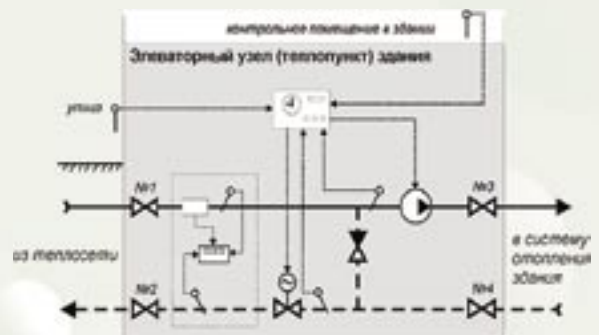 контрольное помещение в здании
Элеваторный узел (теплопункт) здания
улица
№1
№3
из теплосети
в систему
отопления
здания
№2
№4